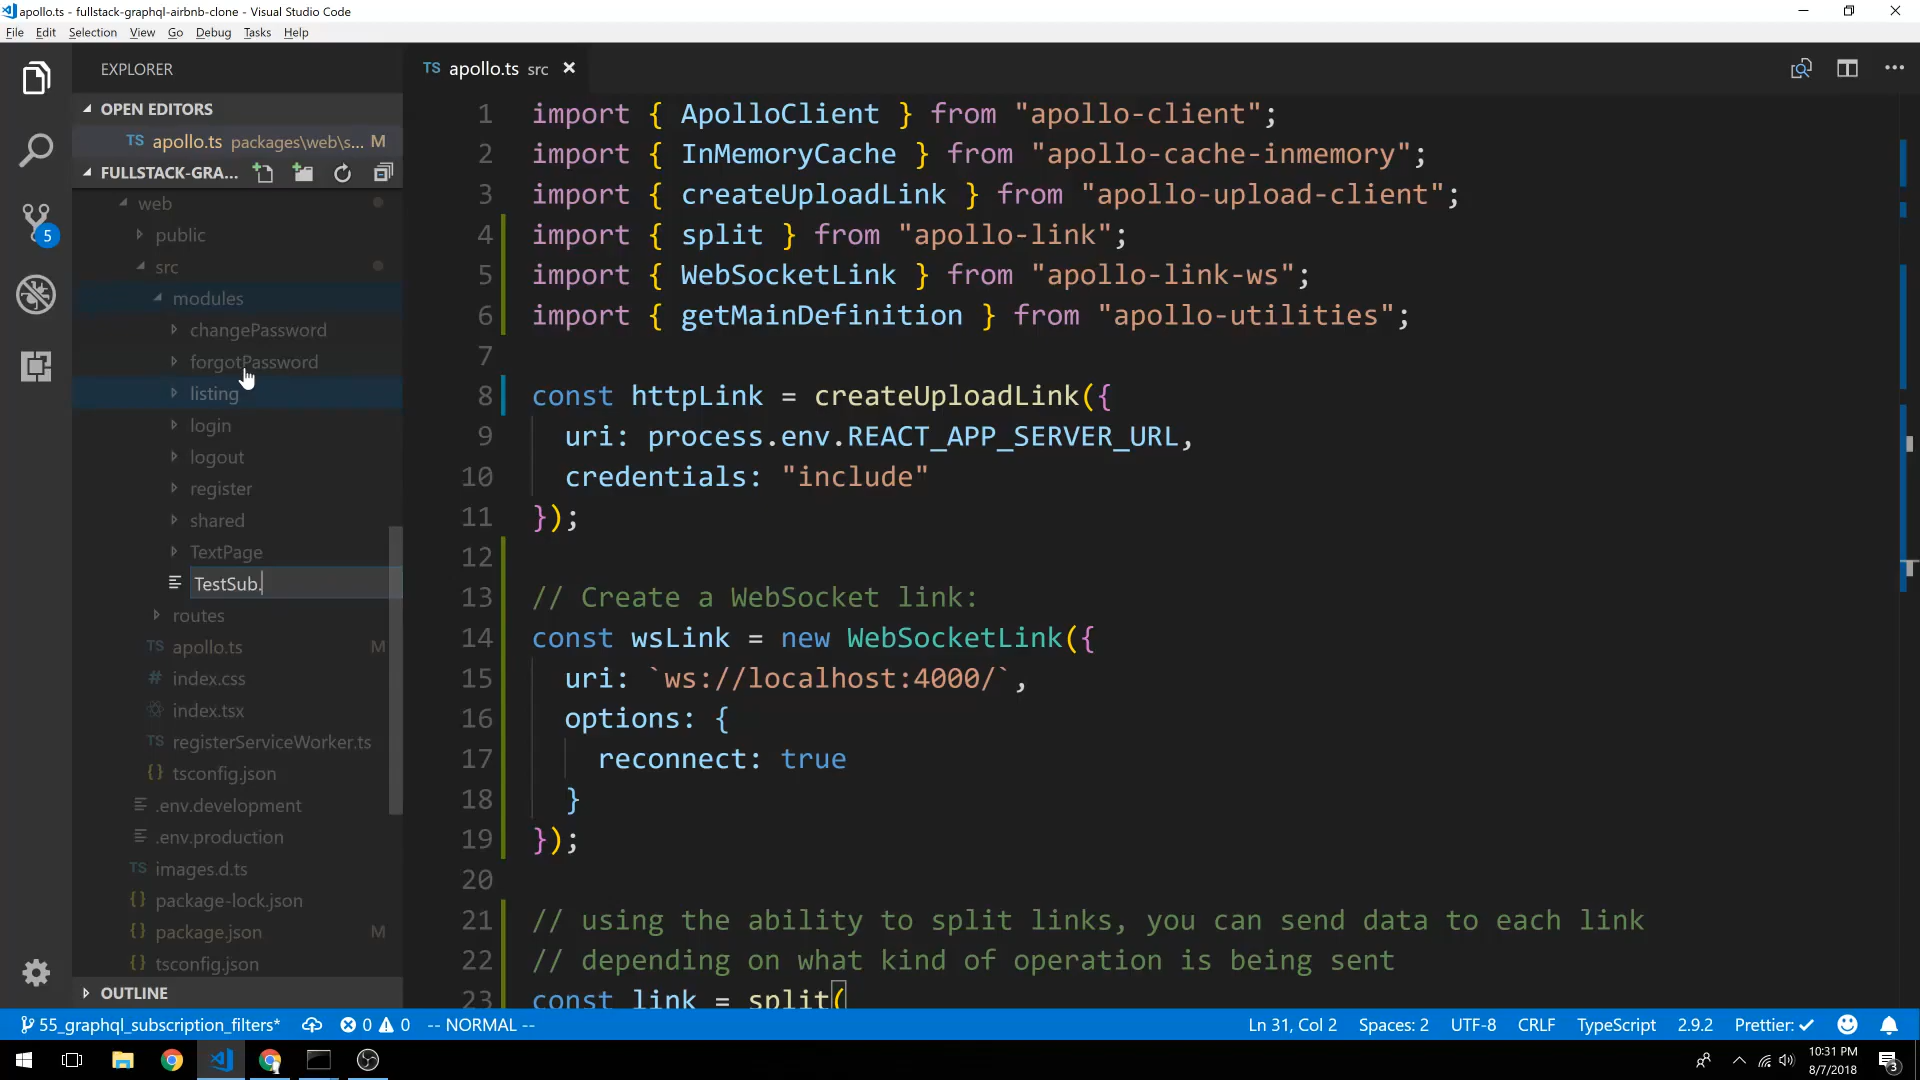 apollo.ts - fullstack-graphql-airbnb-clone - Visual Studio Code
File Edit Selection View Go Debug Tasks Help
EXPLORER
OPEN EDITORS
TS apollo.ts packages\web\s... M
FULLSTACK-GRA...
web
public
src
modules
changePassword
forgotPassword
listing
login
logout
register
shared
TextPage
TestSub.
routes
TS apollo.ts M
# index.css
index.tsx
TS registerServiceWorker.ts
{} tsconfig.json
.env.development
.env.production
TS images.d.ts
{} package-lock.json
{} package.json M
{} tsconfig.json
OUTLINE
5
TS apollo.ts src
1 import { ApolloClient } from "apollo-client";
2 import { InMemoryCache } from "apollo-cache-inmemory";
3 import { createUploadLink } from "apollo-upload-client";
4 import { split } from "apollo-link";
5 import { WebSocketLink } from "apollo-link-ws";
6 import { getMainDefinition } from "apollo-utilities";
7
8 const httpLink = createUploadLink({
9 uri: process.env.REACT_APP_SERVER_URL,
10 credentials: "include"
11 });
12
13 // Create a WebSocket link:
14 const wsLink = new WebSocketLink({
15 uri: `ws://localhost:4000/`,
16 options: {
17 reconnect: true
18 }
19 });
20
21 // using the ability to split links, you can send data to each link
22 // depending on what kind of operation is being sent
23 const link = split(
55_graphql_subscription_filters* 0 0 -- NORMAL -- Ln 31, Col 2 Spaces: 2 UTF-8 CRLF TypeScript 2.9.2 Prettier: ✓
10:31 PM
8/7/2018
3